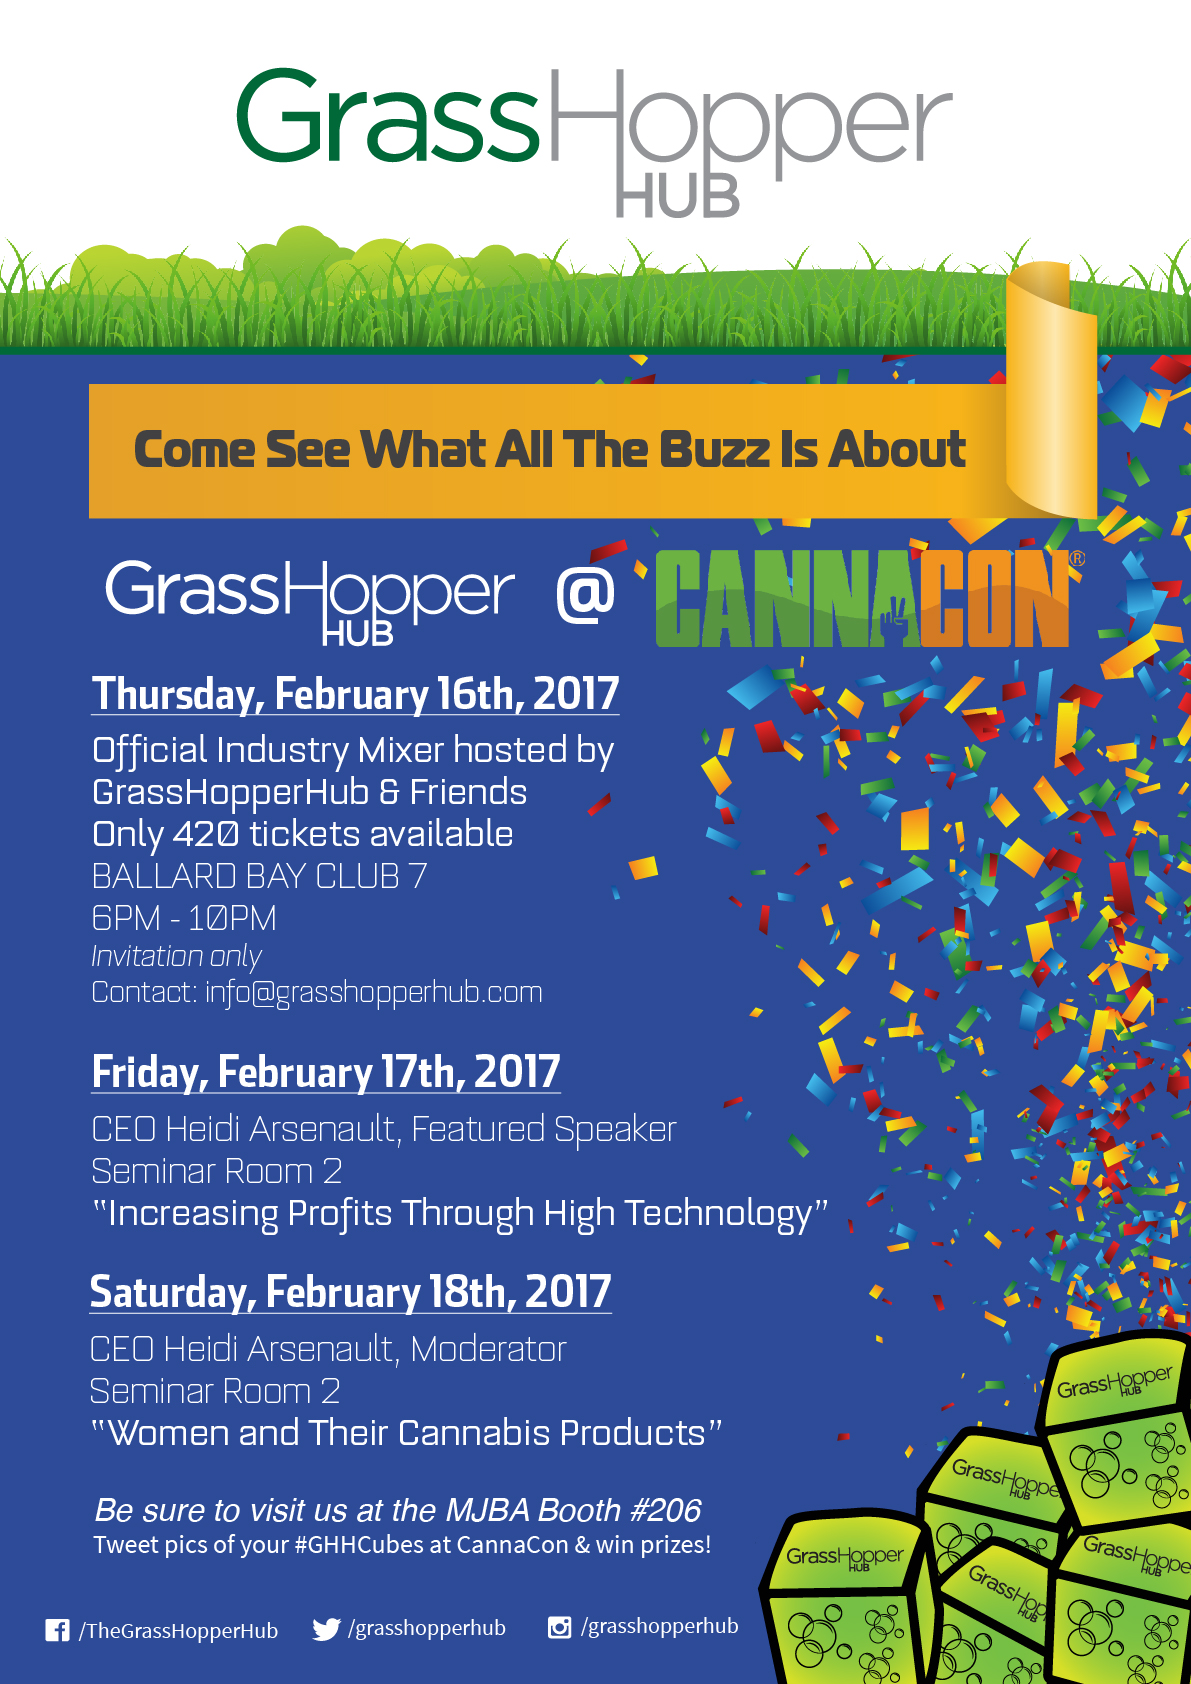 GrassHopper
HUB
Come See What All The Buzz Is About
GrassHopper
HUB
@
CANNACON®
Thursday, February 16th, 2017
Official Industry Mixer hosted by
GrassHopperHub & Friends
Only 420 tickets available
BALLARD BAY CLUB 7
6PM - 10PM
Invitation only
Contact: info@grasshopperhub.com
Friday, February 17th, 2017
CEO Heidi Arsenault, Featured Speaker
Seminar Room 2
“Increasing Profits Through High Technology”
Saturday, February 18th, 2017
CEO Heidi Arsenault, Moderator
Seminar Room 2
“Women and Their Cannabis Products”
Be sure to visit us at the MJBA Booth #206
Tweet pics of your #GHHCubes at CannaCon & win prizes!
/TheGrassHopperHub
/grasshopperhub
/grasshopperhub
GrassHopper
HUB
GrassHoppe
HUB
GrassHopper
HUB
GrassHop
HUB
GrassHopper
HUB